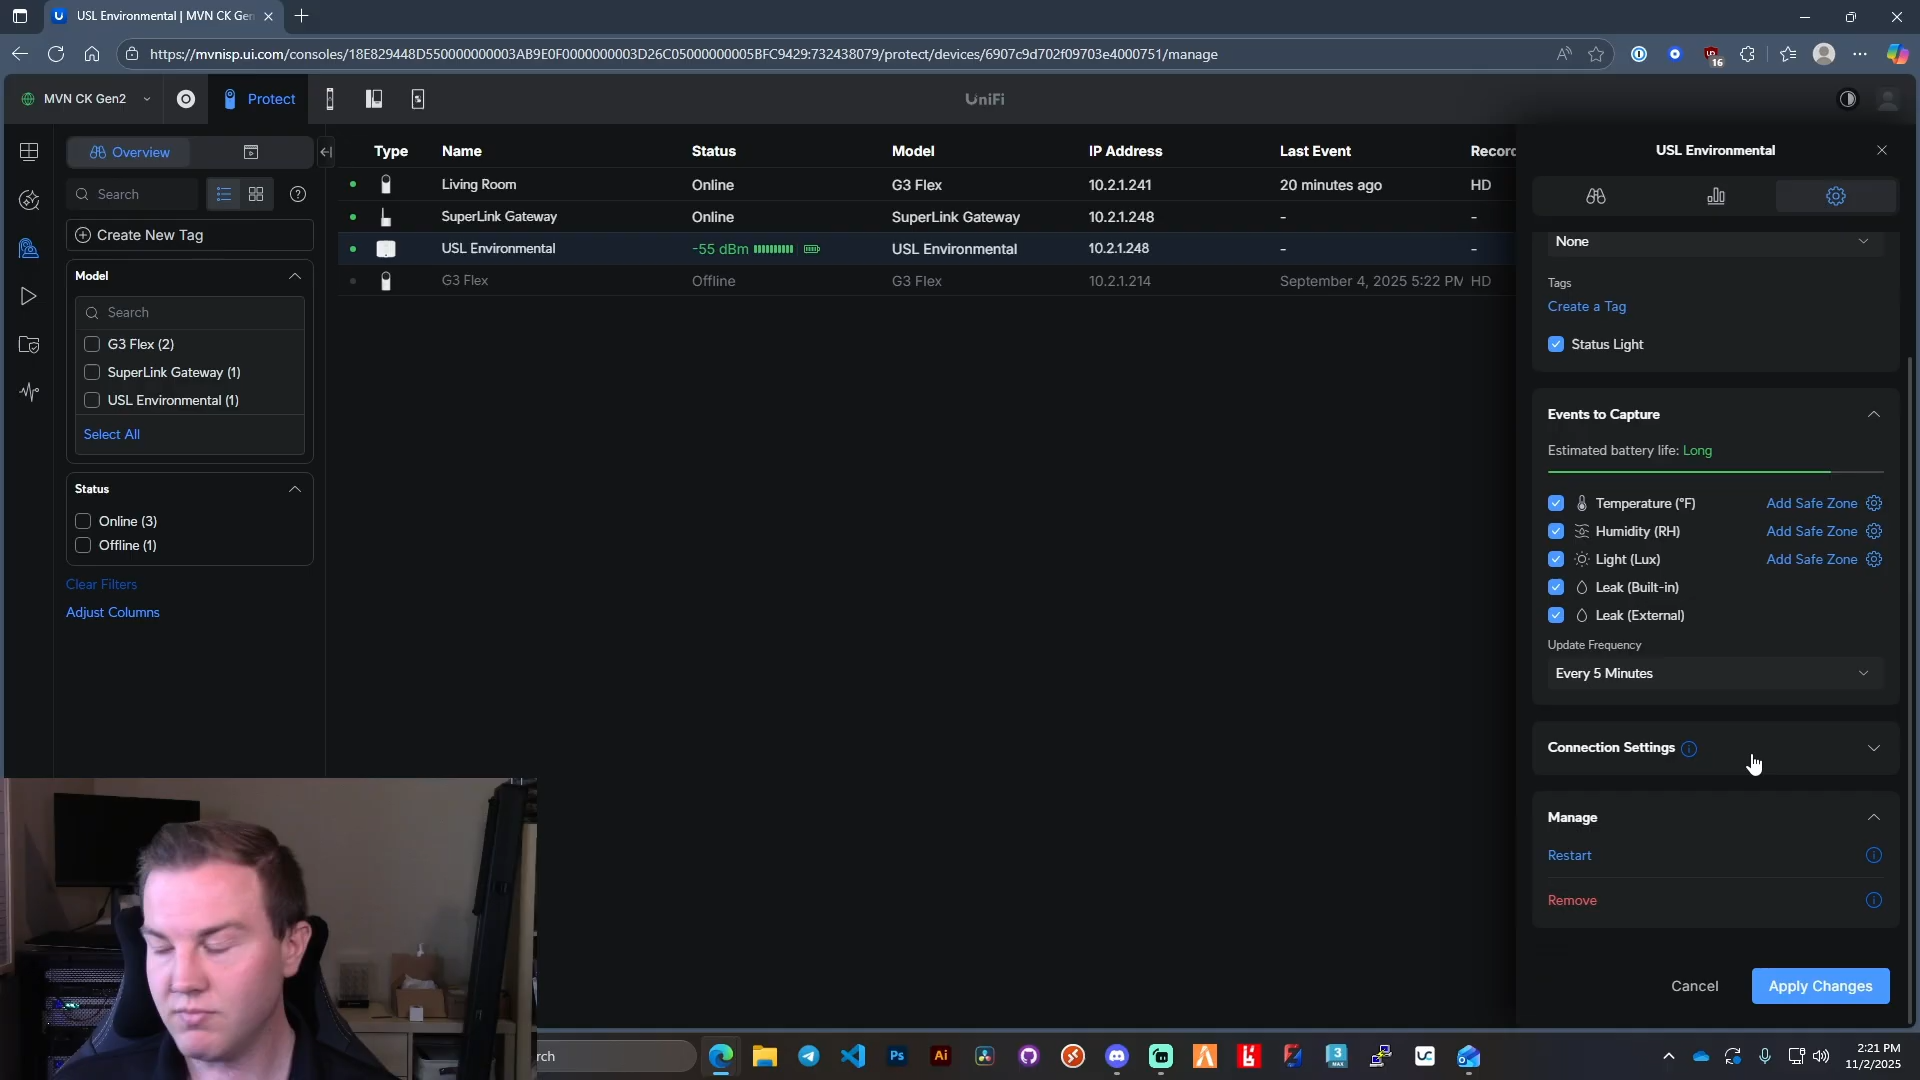 USL Environmental | MVN CK Gen
https://mvnisp.ui.com/consoles/18E829448D550000000003AB9E0F0000000003D26C05000000005BFC9429:732438079/protect/devices/6907c9d702f09703e4000751/manage
16
MVN CK Gen2
Protect
UniFi
Overview
Search
Create New Tag
Model
Search
G3 Flex (2)
SuperLink Gateway (1)
USL Environmental (1)
Select All
Status
Online (3)
Offline (1)
Clear Filters
Adjust Columns
Type Name Status Model IP Address Last Event Record
Living Room Online G3 Flex 10.2.1.241 20 minutes ago HD
SuperLink Gateway Online SuperLink Gateway 10.2.1.248 - -
USL Environmental -55 dBm USL Environmental 10.2.1.248 - -
G3 Flex Offline G3 Flex 10.2.1.214 September 4, 2025 5:22 PM HD
USL Environmental
None
Tags
Create a Tag
Status Light
Events to Capture
Estimated battery life: Long
Temperature (°F) Add Safe Zone
Humidity (RH) Add Safe Zone
Light (Lux) Add Safe Zone
Leak (Built-in)
Leak (External)
Update Frequency
Every 5 Minutes
Connection Settings
Manage
Restart
Remove
Cancel Apply Changes
rch
Ps
Ai
3
MAX
2:21 PM
11/2/2025